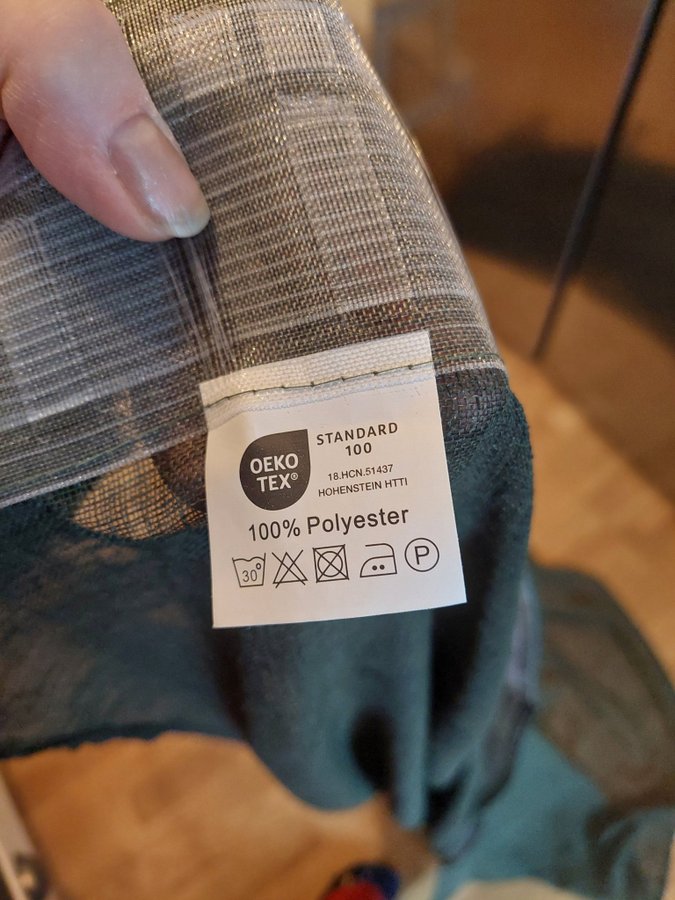 OEKO
TEX®
STANDARD
100
18.HCN.51437
HOHENSTEIN HTTI
100% Polyester
30°
P